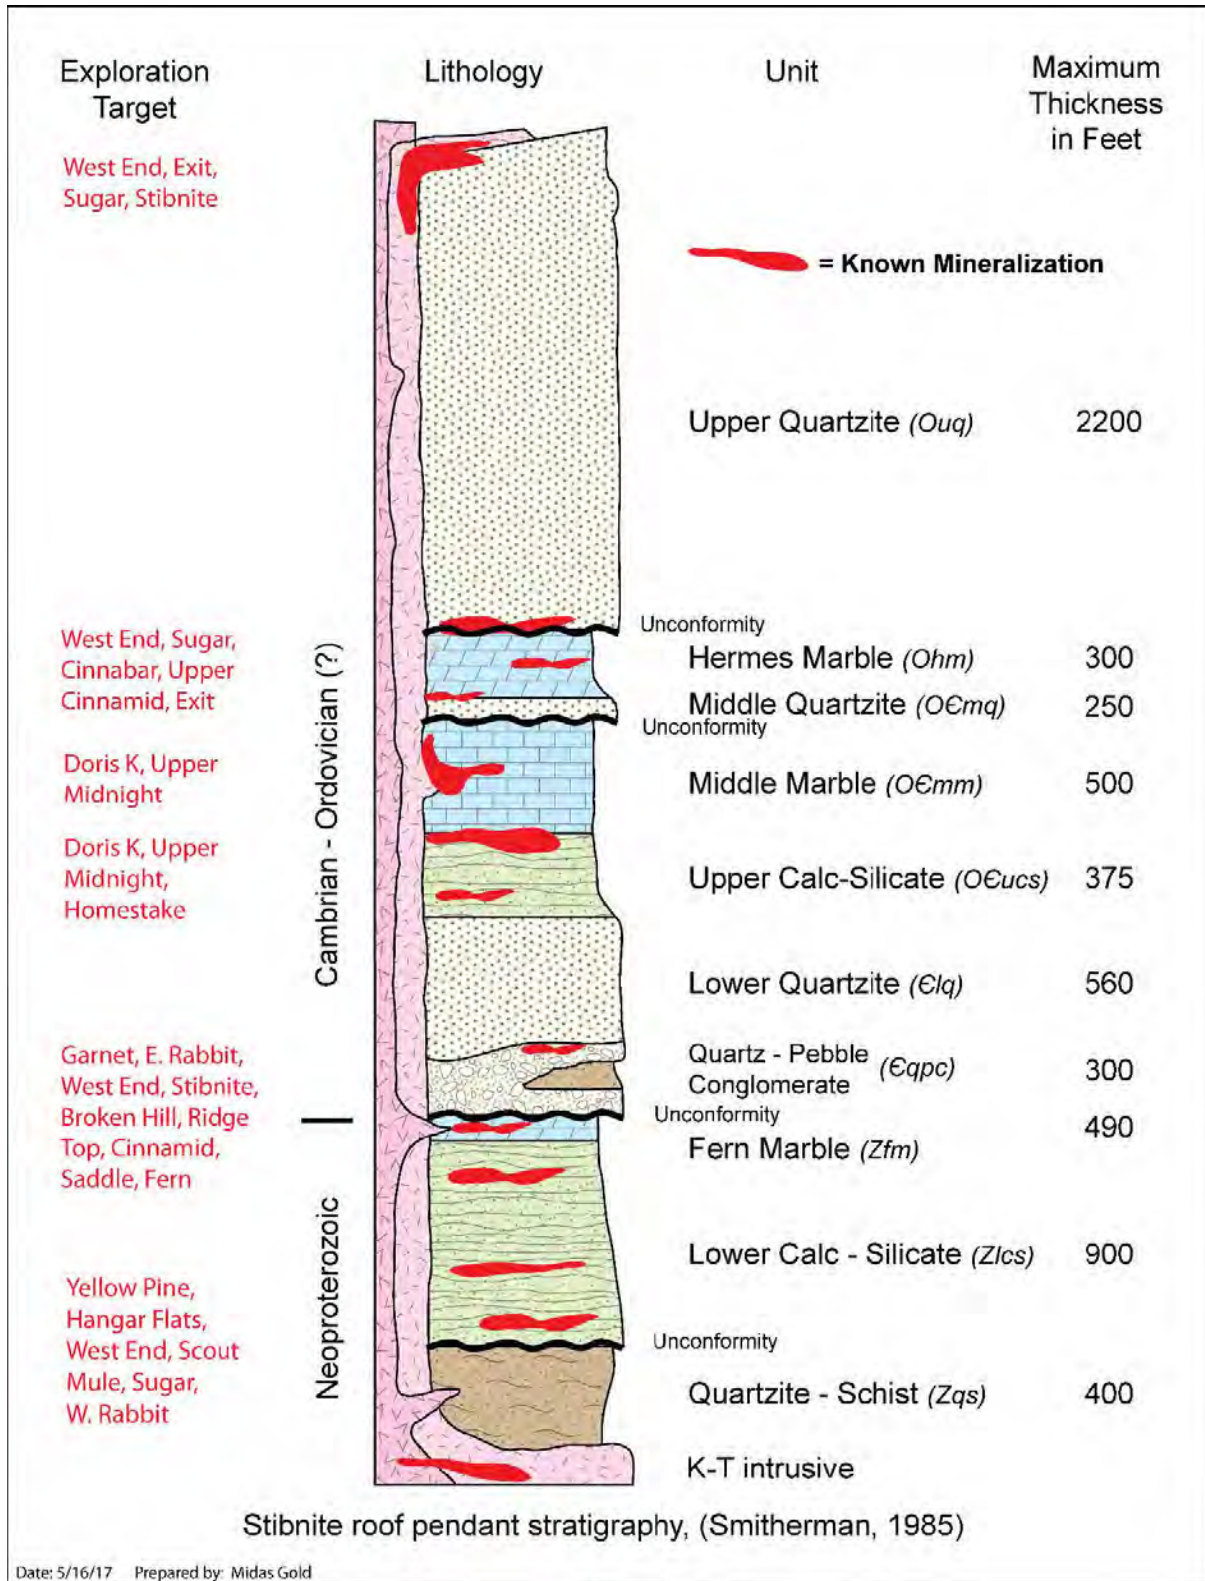 Exploration
Target
Lithology
Unit
Maximum
Thickness
in Feet
West End, Exit,
Sugar, Stibnite
= Known Mineralization
Upper Quartzite (Ouq) 2200
Unconformity
West End, Sugar,
Cinnabar, Upper
Cinnamid, Exit
Hermes Marble (Ohm) 300
Middle Quartzite (OЄmq) 250
Unconformity
Doris K, Upper
Midnight
Middle Marble (OЄmm) 500
Doris K, Upper
Midnight,
Homestake
Upper Calc-Silicate (OЄucs) 375
Cambrian - Ordovician (?)
Lower Quartzite (Єlq) 560
Garnet, E. Rabbit,
West End, Stibnite,
Broken Hill, Ridge
Top, Cinnamid,
Saddle, Fern
Quartz - Pebble
Conglomerate (Єqpc) 300
Unconformity
Fern Marble (Zfm) 490
Neoproterozoic
Lower Calc - Silicate (Zlcs) 900
Yellow Pine,
Hangar Flats,
West End, Scout
Mule, Sugar,
W. Rabbit
Unconformity
Quartzite - Schist (Zqs) 400
K-T intrusive
Stibnite roof pendant stratigraphy, (Smitherman, 1985)
Date: 5/16/17 Prepared by: Midas Gold